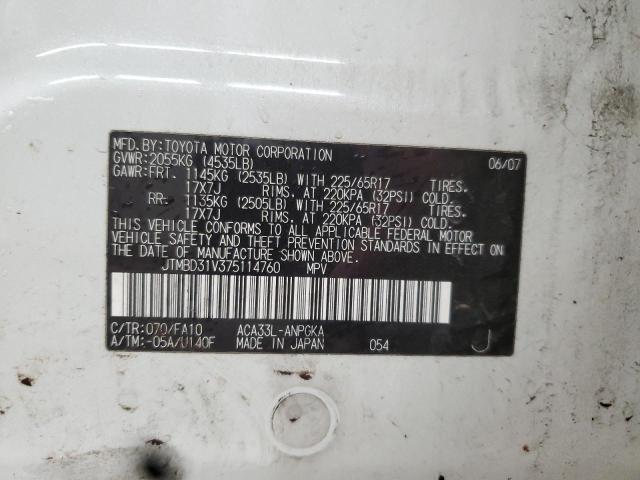 MFD. BY: TOYOTA MOTOR CORPORATION 06/07
GVWR: 2055KG (4535LB)
GAWR: FRT. 1145KG (2535LB) WITH 225/65R17 TIRES.
17X7J RIMS. AT 220KPA (32PSI) COLD.
RR. 1135KG (2505LB) WITH 225/65R17 TIRES.
17X7J RIMS. AT 220KPA (32PSI) COLD.
THIS VEHICLE CONFORMS TO ALL APPLICABLE FEDERAL MOTOR
VEHICLE SAFETY AND THEFT PREVENTION STANDARDS IN EFFECT ON
THE DATE OF MANUFACTURE SHOWN ABOVE.
JTMBD31V375114760 MPV
C/TR: 070/FA10 ACA33L-ANPGKA
A/TM: -05A/U140F MADE IN JAPAN 054 J